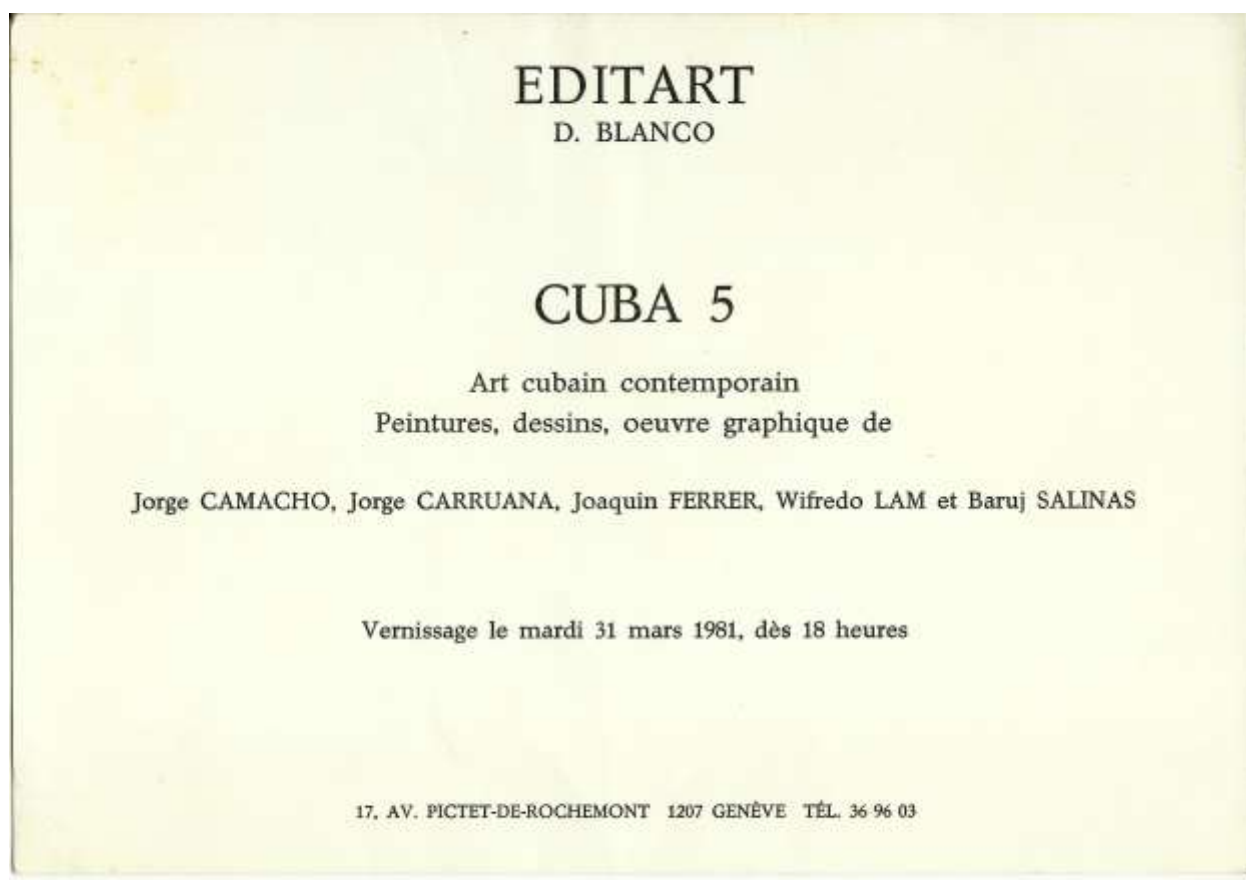 EDITART
D. BLANCO
CUBA 5
Art cubain contemporain
Peintures, dessins, oeuvre graphique de
Jorge CAMACHO, Jorge CARRUANA, Joaquin FERRER, Wifredo LAM et Baruj SALINAS
Vernissage le mardi 31 mars 1981, dès 18 heures
17, AV. PICTET-DE-ROCHEMONT 1207 GENÈVE TÉL. 36 96 03